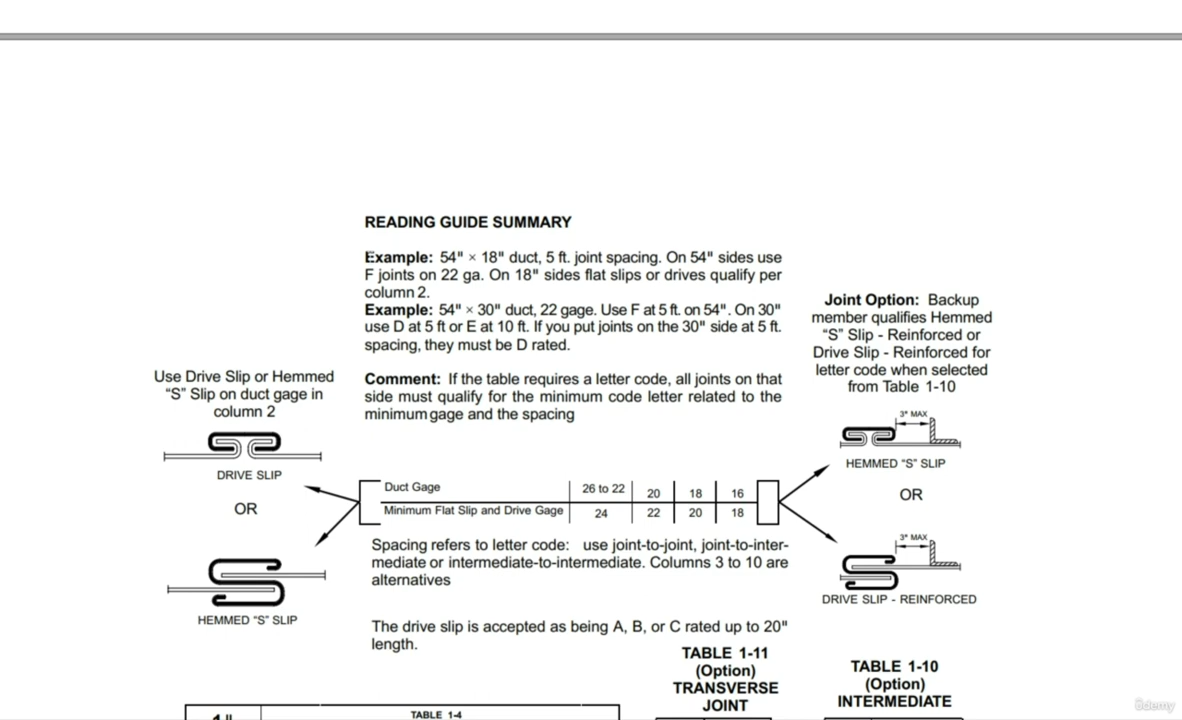 READING GUIDE SUMMARY
Example: 54" × 18" duct, 5 ft. joint spacing. On 54" sides use
F joints on 22 ga. On 18" sides flat slips or drives qualify per
column 2.
Example: 54" × 30" duct, 22 gage. Use F at 5 ft. on 54". On 30"
use D at 5 ft or E at 10 ft. If you put joints on the 30" side at 5 ft.
spacing, they must be D rated.
Comment: If the table requires a letter code, all joints on that
side must qualify for the minimum code letter related to the
minimum gage and the spacing
Use Drive Slip or Hemmed
"S" Slip on duct gage in
column 2
DRIVE SLIP
OR
HEMMED "S" SLIP
Joint Option: Backup
member qualifies Hemmed
"S" Slip - Reinforced or
Drive Slip - Reinforced for
letter code when selected
from Table 1-10
3" MAX
HEMMED "S" SLIP
OR
3" MAX
DRIVE SLIP - REINFORCED
Duct Gage 26 to 22 20 18 16
Minimum Flat Slip and Drive Gage 24 22 20 18
Spacing refers to letter code: use joint-to-joint, joint-to-inter-
mediate or intermediate-to-intermediate. Columns 3 to 10 are
alternatives
The drive slip is accepted as being A, B, or C rated up to 20"
length.
TABLE 1-11
(Option)
TRANSVERSE
JOINT
TABLE 1-10
(Option)
INTERMEDIATE
TABLE 1-4
ûdemy